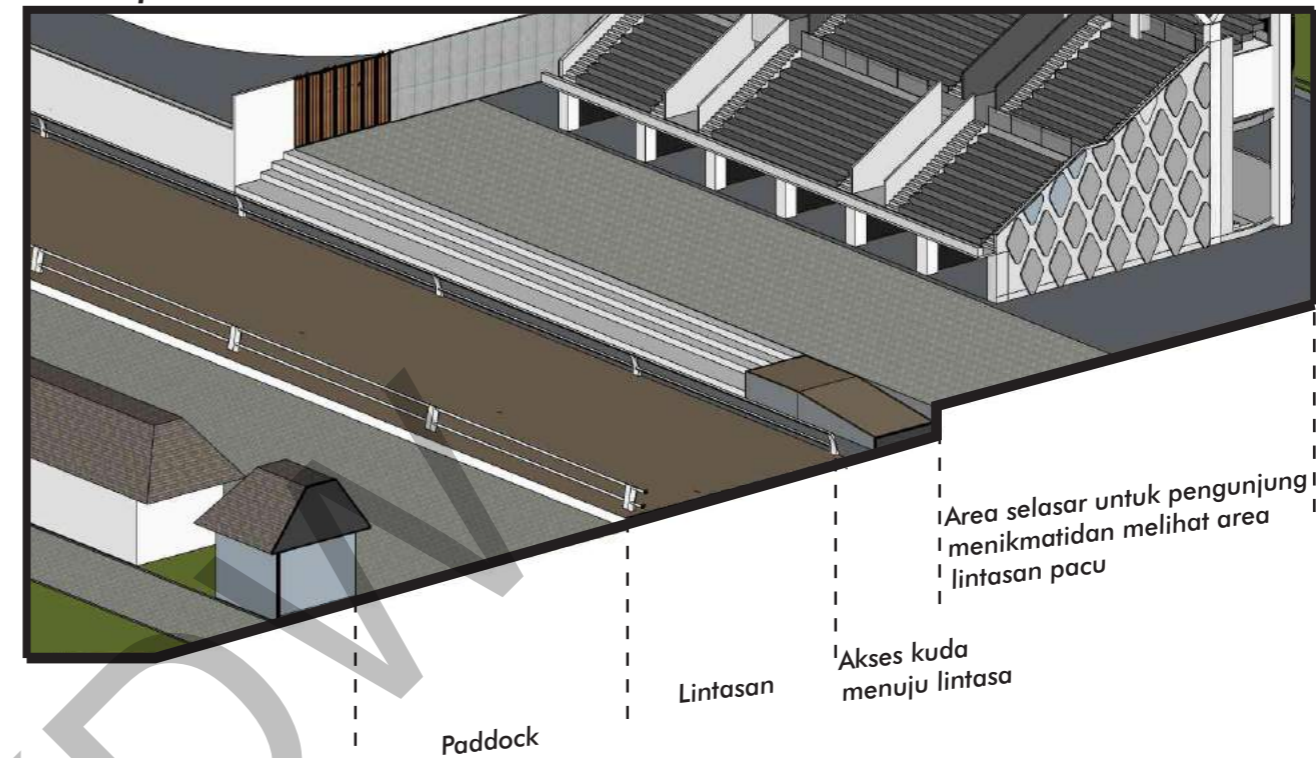 Paddock
Lintasan
Akses kuda
menuju lintasa
Area selasar untuk pengunjung
menikmatidan melihat area
lintasan pacu